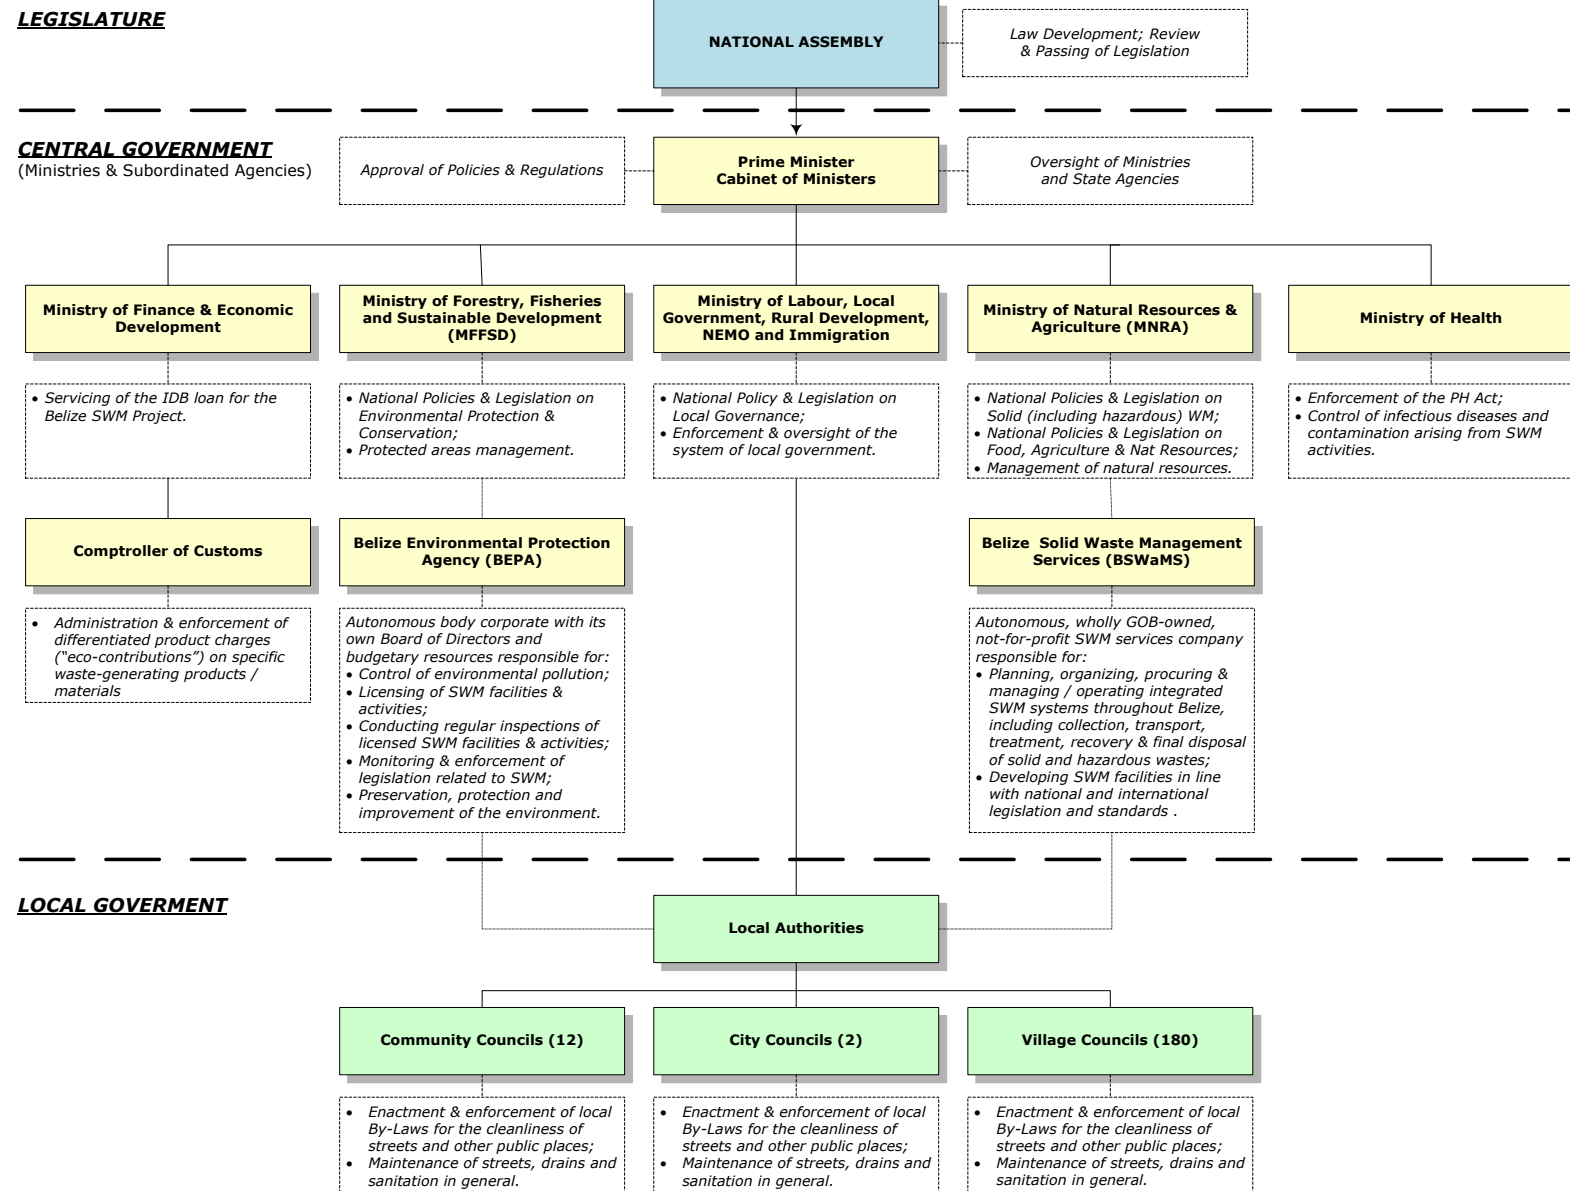 LEGISLATURE
NATIONAL ASSEMBLY
Law Development; Review
& Passing of Legislation
CENTRAL GOVERNMENT
(Ministries & Subordinated Agencies)
Approval of Policies & Regulations
Prime Minister
Cabinet of Ministers
Oversight of Ministries
and State Agencies
Ministry of Finance & Economic
Development
Ministry of Forestry, Fisheries
and Sustainable Development
(MFFSD)
Ministry of Labour, Local
Government, Rural Development,
NEMO and Immigration
Ministry of Natural Resources &
Agriculture (MNRA)
Ministry of Health
• Servicing of the IDB loan for the
Belize SWM Project.
• National Policies & Legislation on
Environmental Protection &
Conservation;
• Protected areas management.
• National Policy & Legislation on
Local Governance;
• Enforcement & oversight of the
system of local government.
• National Policies & Legislation on
Solid (including hazardous) WM;
• National Policies & Legislation on
Food, Agriculture & Nat Resources;
• Management of natural resources.
• Enforcement of the PH Act;
• Control of infectious diseases and
contamination arising from SWM
activities.
Comptroller of Customs
Belize Environmental Protection
Agency (BEPA)
Belize Solid Waste Management
Services (BSWaMS)
• Administration & enforcement of
differentiated product charges
(“eco-contributions”) on specific
waste-generating products /
materials
Autonomous body corporate with its
own Board of Directors and
budgetary resources responsible for:
• Control of environmental pollution;
• Licensing of SWM facilities &
activities;
• Conducting regular inspections of
licensed SWM facilities & activities;
• Monitoring & enforcement of
legislation related to SWM;
• Preservation, protection and
improvement of the environment.
Autonomous, wholly GOB-owned,
not-for-profit SWM services company
responsible for:
• Planning, organizing, procuring &
managing / operating integrated
SWM systems throughout Belize,
including collection, transport,
treatment, recovery & final disposal
of solid and hazardous wastes;
• Developing SWM facilities in line
with national and international
legislation and standards .
LOCAL GOVERMENT
Local Authorities
Community Councils (12)
City Councils (2)
Village Councils (180)
• Enactment & enforcement of local
By-Laws for the cleanliness of
streets and other public places;
• Maintenance of streets, drains and
sanitation in general.
• Enactment & enforcement of local
By-Laws for the cleanliness of
streets and other public places;
• Maintenance of streets, drains and
sanitation in general.
• Enactment & enforcement of local
By-Laws for the cleanliness of
streets and other public places;
• Maintenance of streets, drains and
sanitation in general.